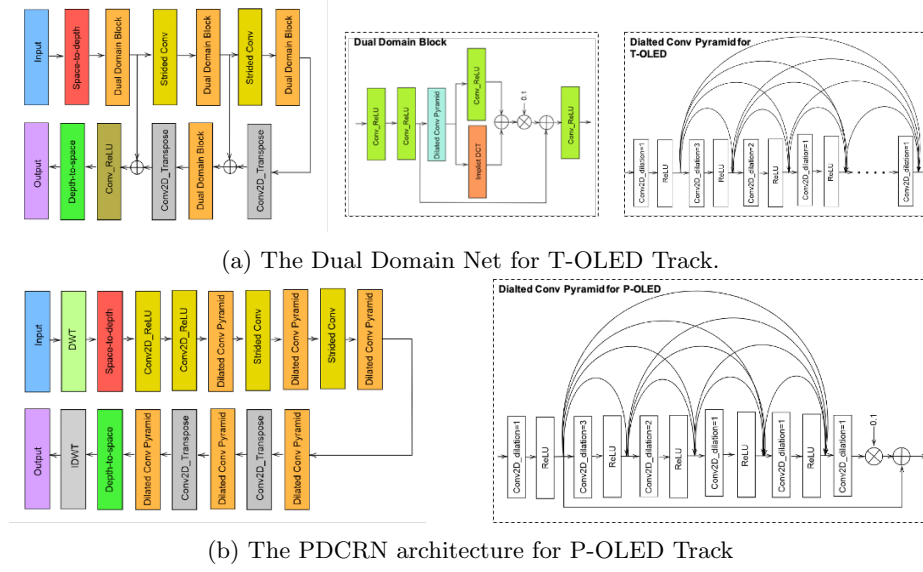 Input
Space-to-depth
Dual Domain Block
Strided Conv
Dual Domain Block
Strided Conv
Dual Domain Block
Output
Depth-to-space
Conv_ReLU
Conv2D_Transpose
Dual Domain Block
Conv2D_Transpose
Dual Domain Block
Conv_ReLU
Conv_ReLU
Dilated Conv Pyramid
Conv_ReLU
Implict DCT
0.1
Conv_ReLU
Dialted Conv Pyramid for
T-OLED
Conv2D_dilation=1
ReLU
Conv2D_dilation=3
ReLU
Conv2D_dilation=2
ReLU
Conv2D_dilation=1
ReLU
Conv2D_dilation=1
(a) The Dual Domain Net for T-OLED Track.
Input
DWT
Space-to-depth
Conv2D_ReLU
Conv2D_ReLU
Dilated Conv Pyramid
Strided Conv
Dilated Conv Pyramid
Strided Conv
Dilated Conv Pyramid
Output
IDWT
Depth-to-space
Dilated Conv Pyramid
Conv2D_Transpose
Dilated Conv Pyramid
Conv2D_Transpose
Dilated Conv Pyramid
Dialted Conv Pyramid for P-OLED
Conv2D_dilation=1
ReLU
Conv2D_dilation=3
ReLU
Conv2D_dilation=2
ReLU
Conv2D_dilation=1
ReLU
Conv2D_dilation=1
ReLU
Conv2D_dilation=1
0.1
(b) The PDCRN architecture for P-OLED Track